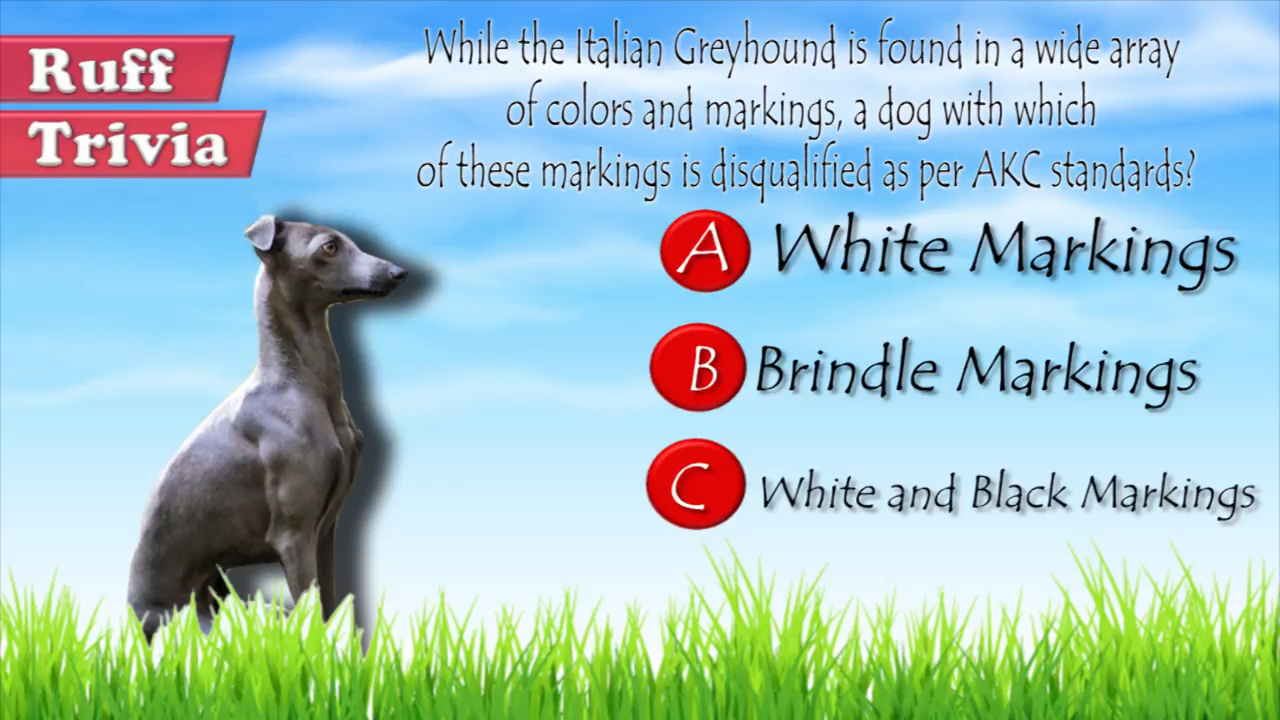 Ruff
Trivia
While the Italian Greyhound is found in a wide array
of colors and markings, a dog with which
of these markings is disqualified as per AKC standards?
A White Markings
B Brindle Markings
C White and Black Markings